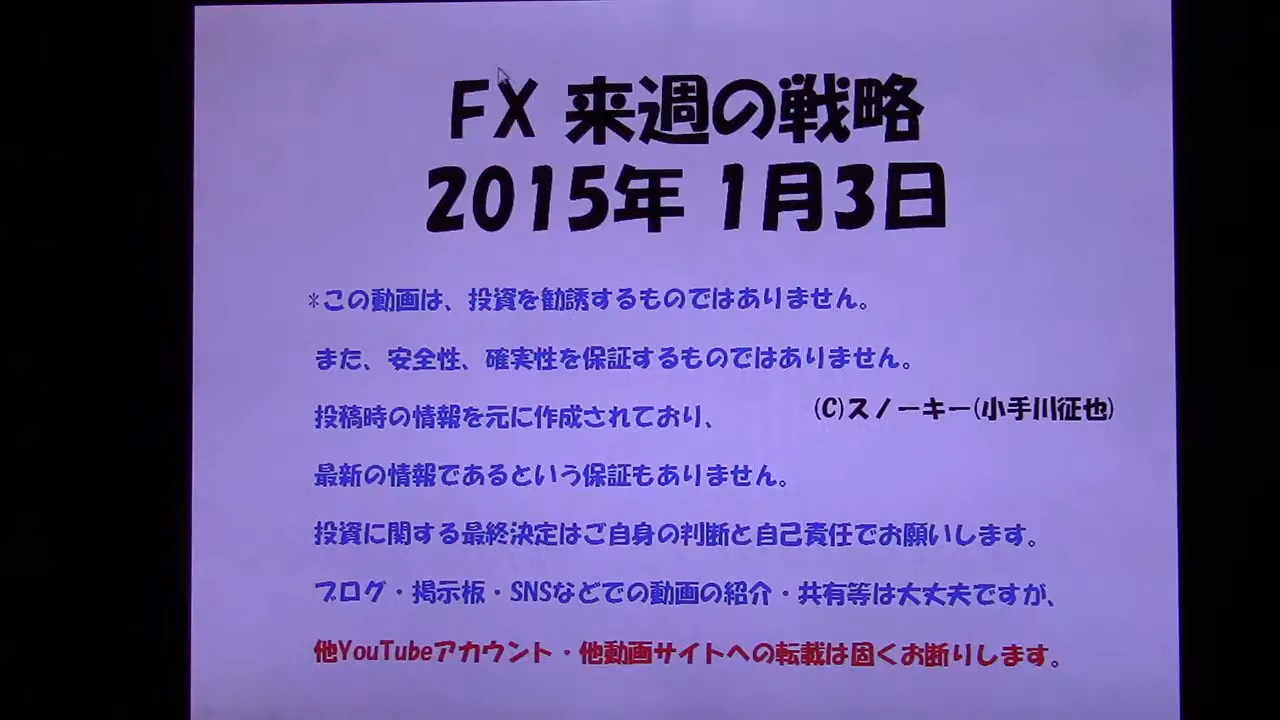 FX 来週の戦略
2015年 1月3日
*この動画は、投資を勧誘するものではありません。
また、安全性、確実性を保証するものではありません。
(C)スノーキー(小手川征也)
投稿時の情報を元に作成されており、
最新の情報であるという保証もありません。
投資に関する最終決定はご自身の判断と自己責任でお願いします。
ブログ・掲示板・SNSなどでの動画の紹介・共有等は大丈夫ですが、
他YouTubeアカウント・他動画サイトへの転載は固くお断りします。